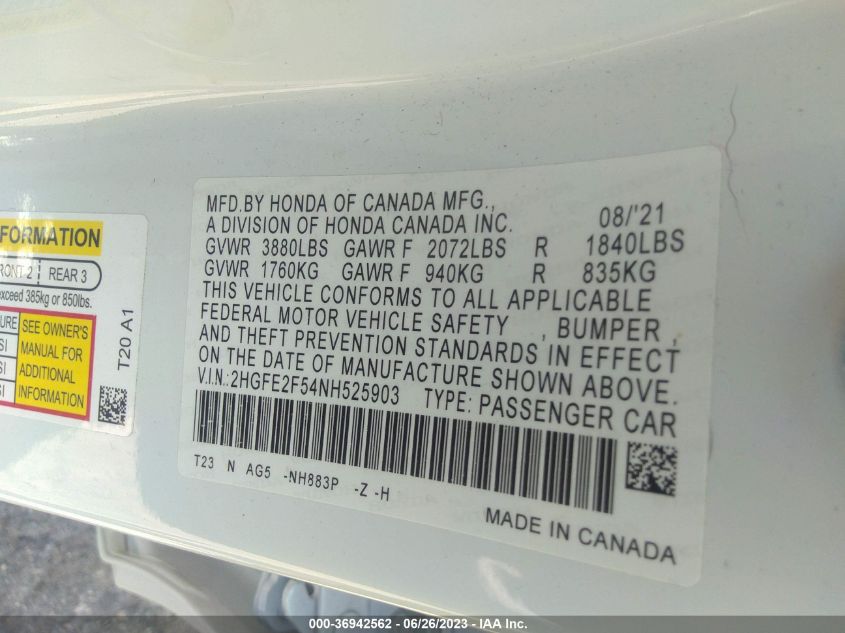 MFD.BY HONDA OF CANADA MFG.,
A DIVISION OF HONDA CANADA INC. 08/'21
GVWR 3880LBS GAWR F 2072LBS R 1840LBS
GVWR 1760KG GAWR F 940KG R 835KG
THIS VEHICLE CONFORMS TO ALL APPLICABLE
FEDERAL MOTOR VEHICLE SAFETY , BUMPER ,
AND THEFT PREVENTION STANDARDS IN EFFECT
ON THE DATE OF MANUFACTURE SHOWN ABOVE.
V.I.N.:2HGFE2F54NH525903 TYPE: PASSENGER CAR
T23 N AG5 -NH883P -Z -H
MADE IN CANADA
REAR 3
exceed 385kg or 850lbs.
SEE OWNER'S
MANUAL FOR
ADDITIONAL
INFORMATION
T20 A1
000-36942562 - 06/26/2023 - IAA Inc.